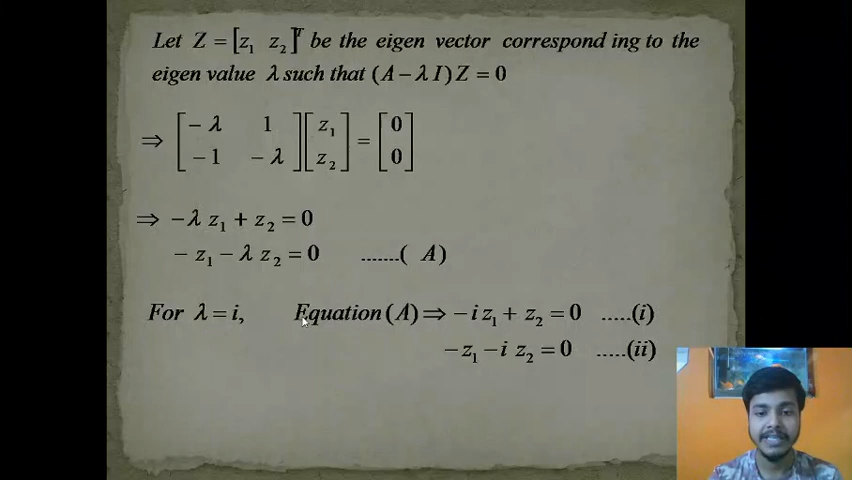 Let Z = [z₁ z₂]ᵀ be the eigen vector correspond ing to the
eigen value λ such that (A − λ I) Z = 0
⇒ [−λ 1; −1 −λ][z₁; z₂] = [0; 0]
⇒ −λ z₁ + z₂ = 0
− z₁ − λ z₂ = 0 .......( A)
For λ = i, Equation (A) ⇒ −i z₁ + z₂ = 0 .....(i)
−z₁ − i z₂ = 0 .....(ii)